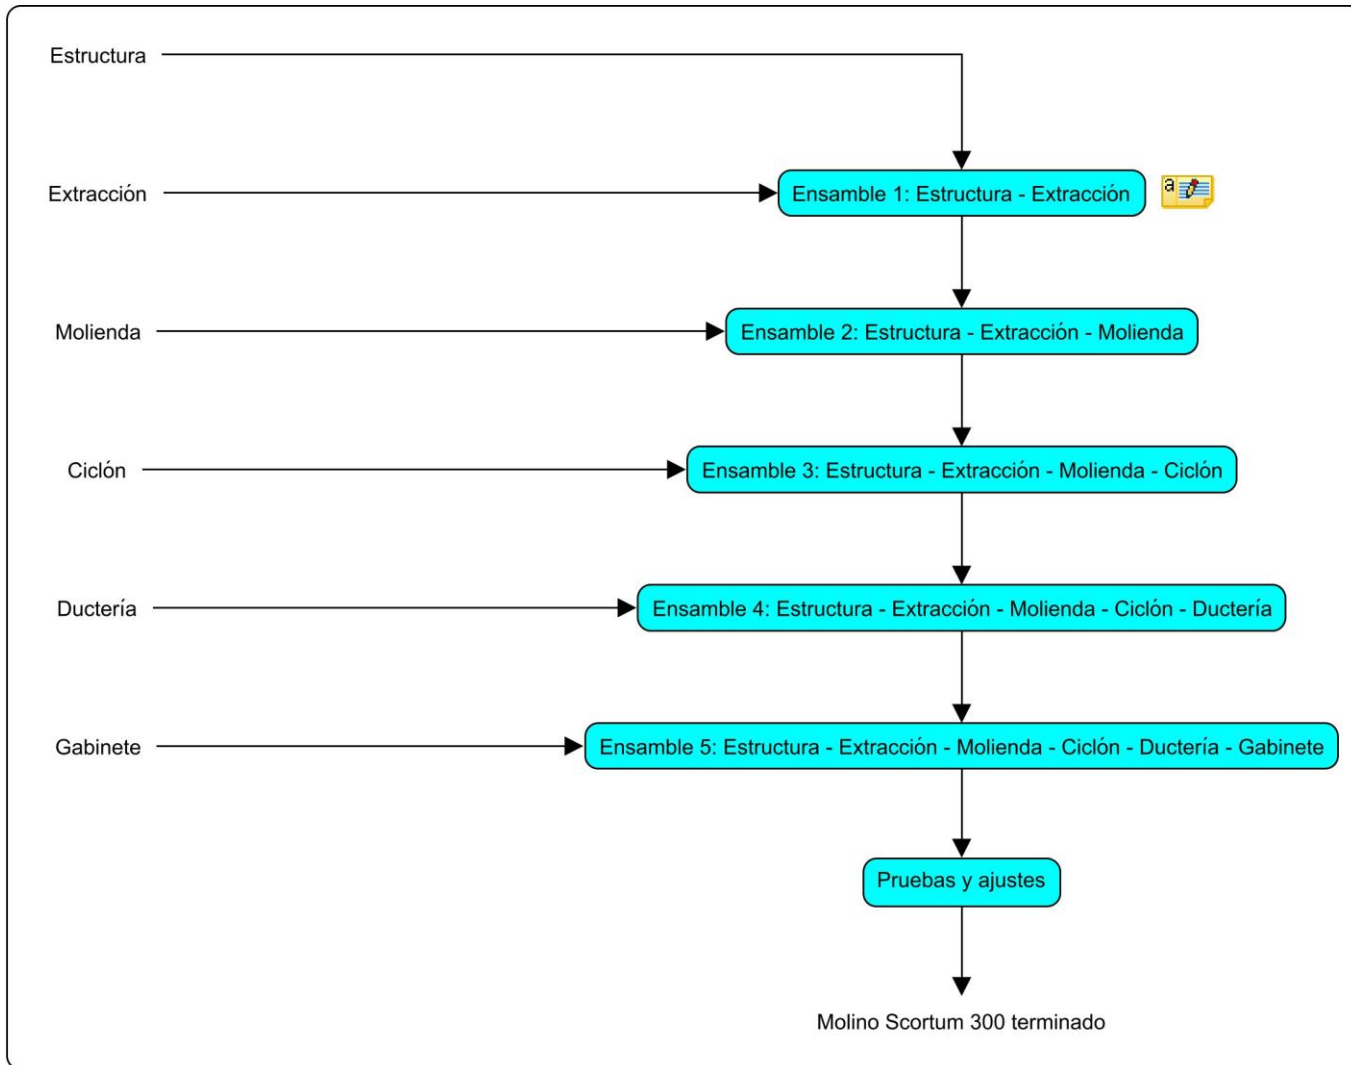 Estructura
Extracción
Ensamble 1: Estructura - Extracción
a
Molienda
Ensamble 2: Estructura - Extracción - Molienda
Ciclón
Ensamble 3: Estructura - Extracción - Molienda - Ciclón
Ductería
Ensamble 4: Estructura - Extracción - Molienda - Ciclón - Ductería
Gabinete
Ensamble 5: Estructura - Extracción - Molienda - Ciclón - Ductería - Gabinete
Pruebas y ajustes
Molino Scortum 300 terminado